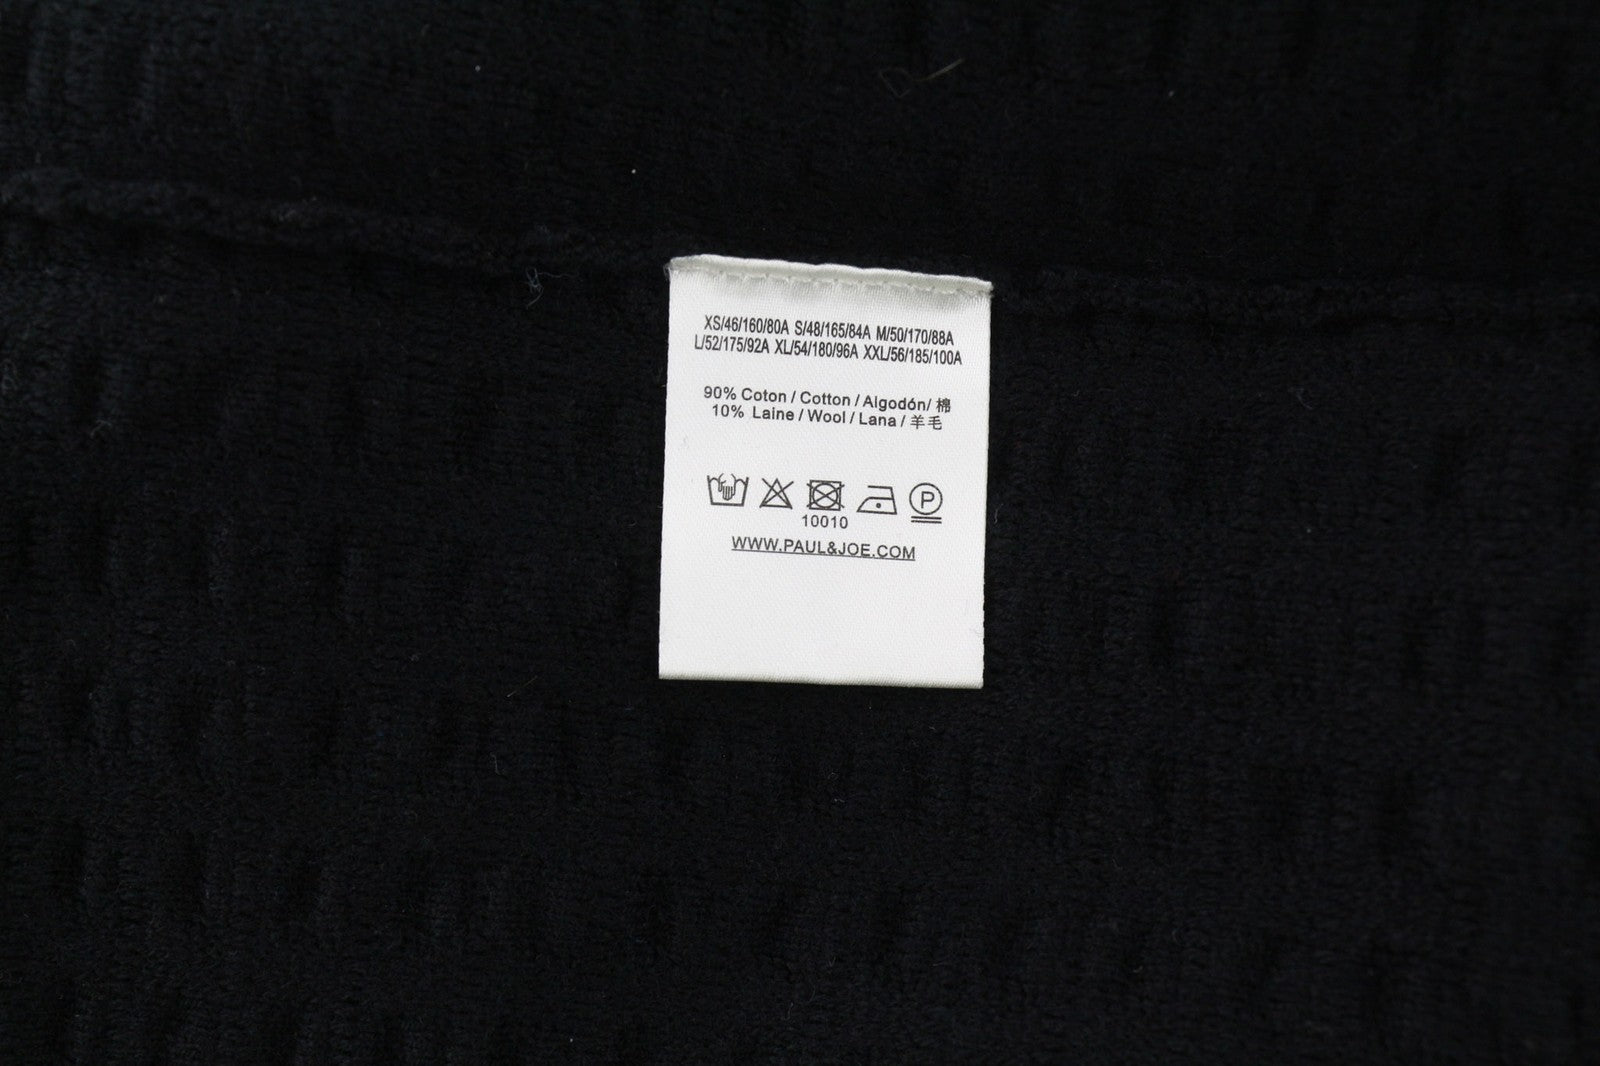 XS/46/160/80A S/48/165/84A M/50/170/88A
L/52/175/92A XL/54/180/96A XXL/56/185/100A
90% Coton / Cotton / Algodón/ 棉
10% Laine / Wool / Lana / 羊毛
P
10010
WWW.PAUL&JOE.COM